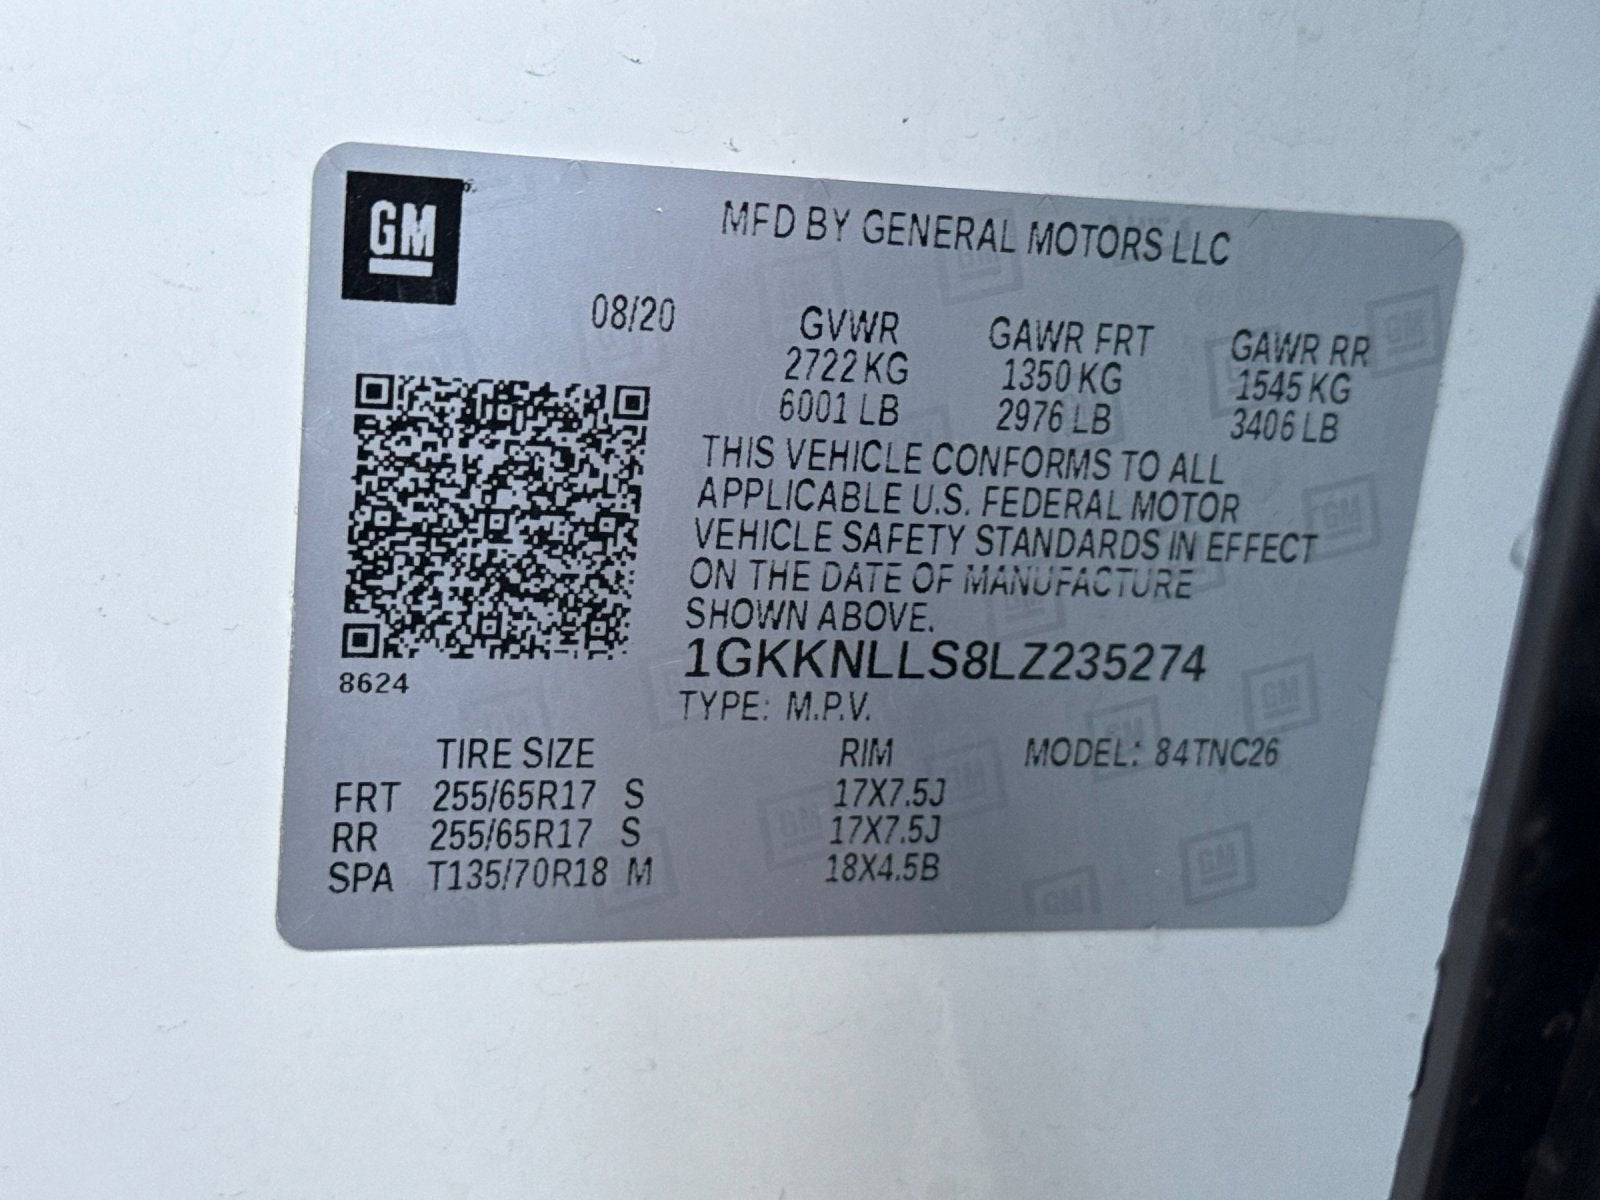 GM
MFD BY GENERAL MOTORS LLC
08/20
GVWR GAWR FRT GAWR RR
2722 KG 1350 KG 1545 KG
6001 LB 2976 LB 3406 LB
THIS VEHICLE CONFORMS TO ALL
APPLICABLE U.S. FEDERAL MOTOR
VEHICLE SAFETY STANDARDS IN EFFECT
ON THE DATE OF MANUFACTURE
SHOWN ABOVE.
1GKKNLLS8LZ235274
8624
TYPE: M.P.V.
TIRE SIZE RIM MODEL: 84TNC26
FRT 255/65R17 S 17X7.5J
RR 255/65R17 S 17X7.5J
SPA T135/70R18 M 18X4.5B